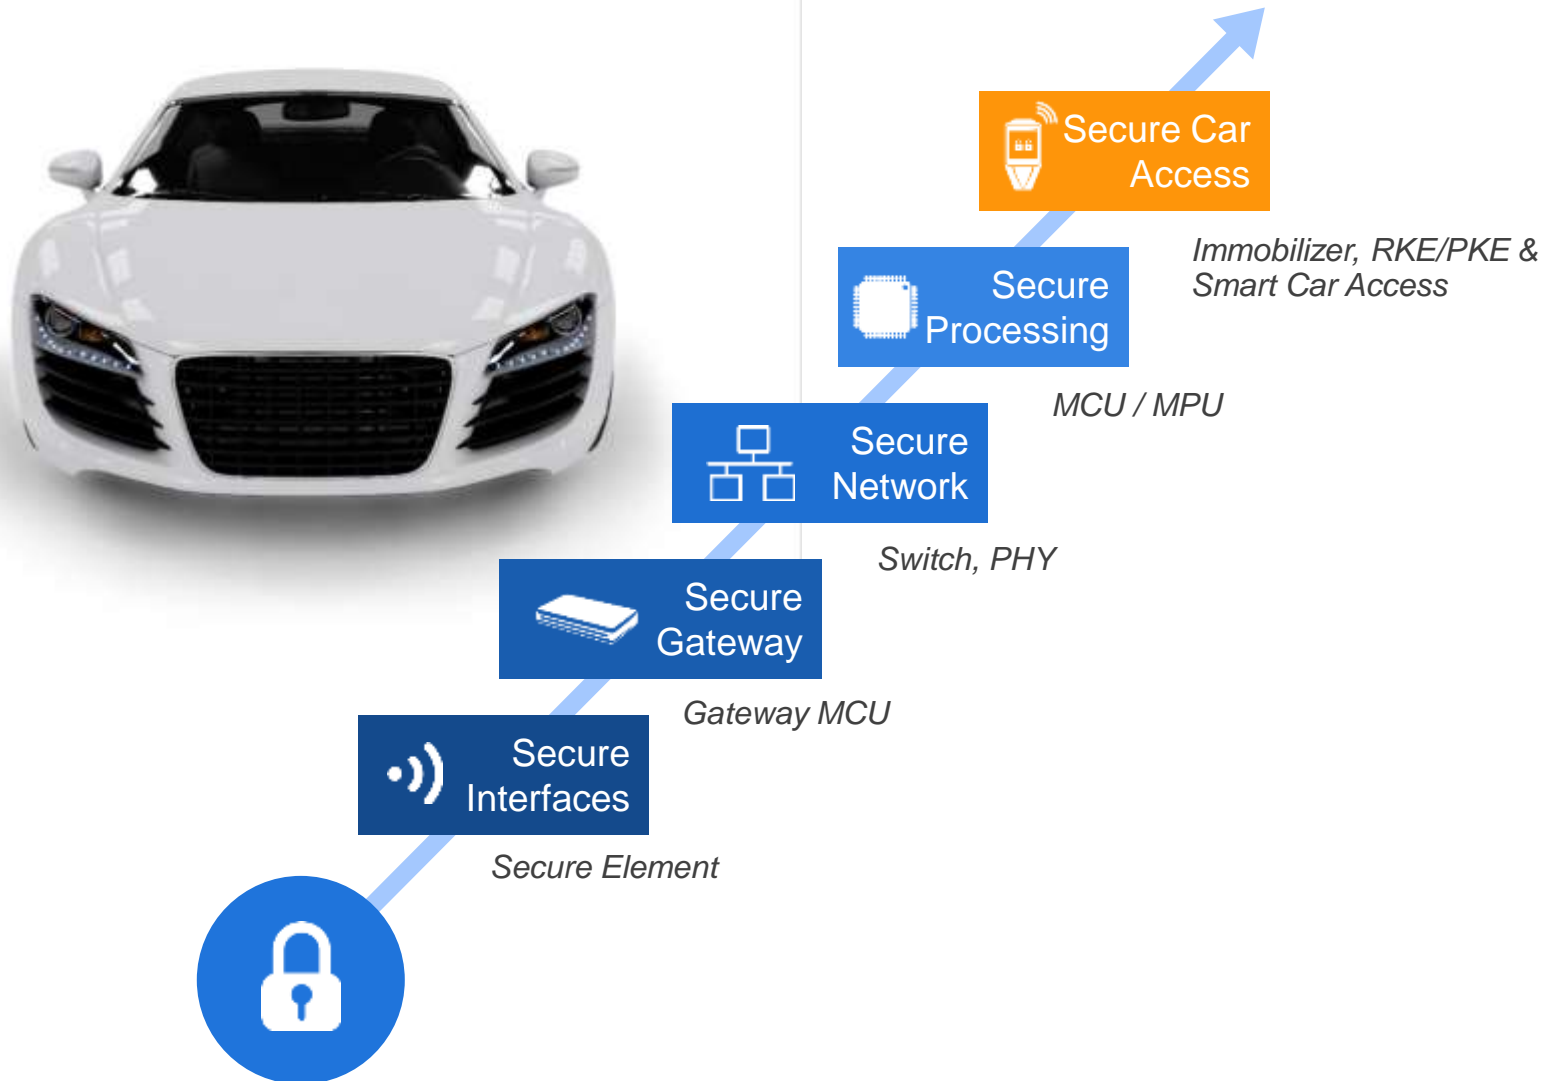 Secure Car
Access
Immobilizer, RKE/PKE &
Smart Car Access
Secure
Processing
MCU / MPU
Secure
Network
Switch, PHY
Secure
Gateway
Gateway MCU
Secure
Interfaces
Secure Element